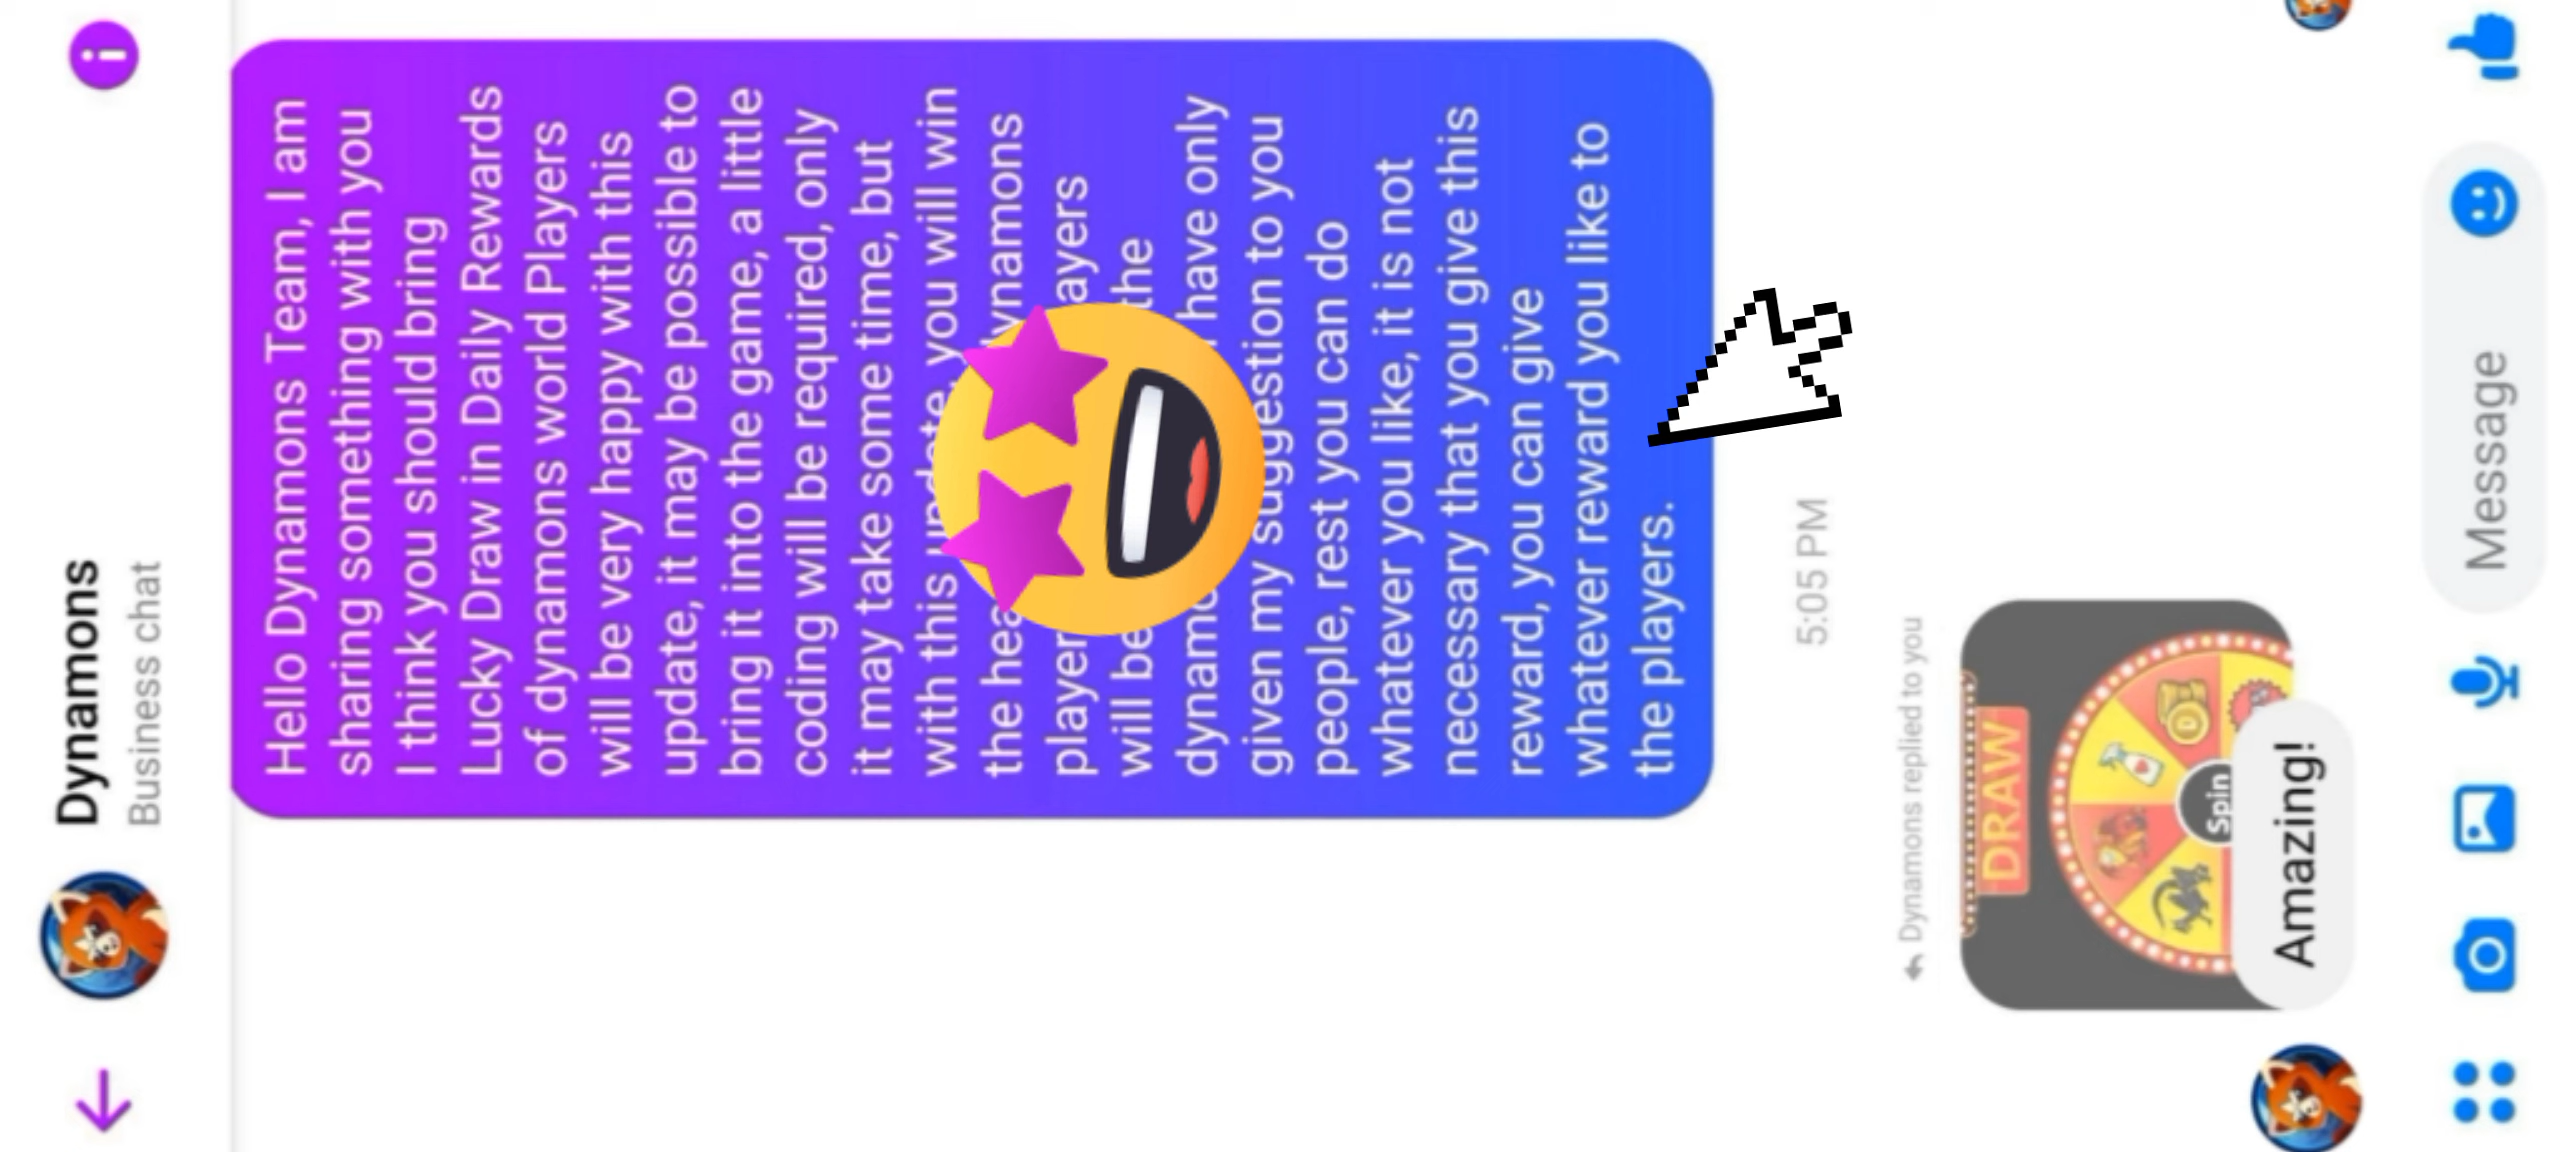 Dynamons
Business chat
Hello Dynamons Team, I am
sharing something with you
I think you should bring
Lucky Draw in Daily Rewards
of dynamons world Players
will be very happy with this
update, it may be possible to
bring it into the game, a little
coding will be required, only
it may take some time, but
with this update, you will win
the
will be the
have only
given my suggestion to you
people, rest you can do
whatever you like, it is not
necessary that you give this
reward, you can give
whatever reward you like to
the players.
5:05 PM
Dynamons replied to you
DRAW
Spin
Amazing!
Message